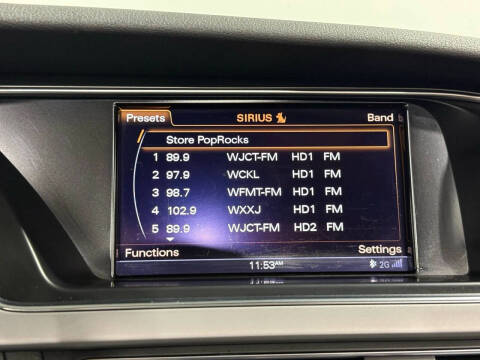 Presets SIRIUS Band
Store PopRocks
1 89.9 WJCT-FM HD1 FM
2 97.9 WCKL HD1 FM
3 98.7 WFMT-FM HD1 FM
4 102.9 WXXJ HD1 FM
5 89.9 WJCT-FM HD2 FM
Functions Settings
11:53AM 2G